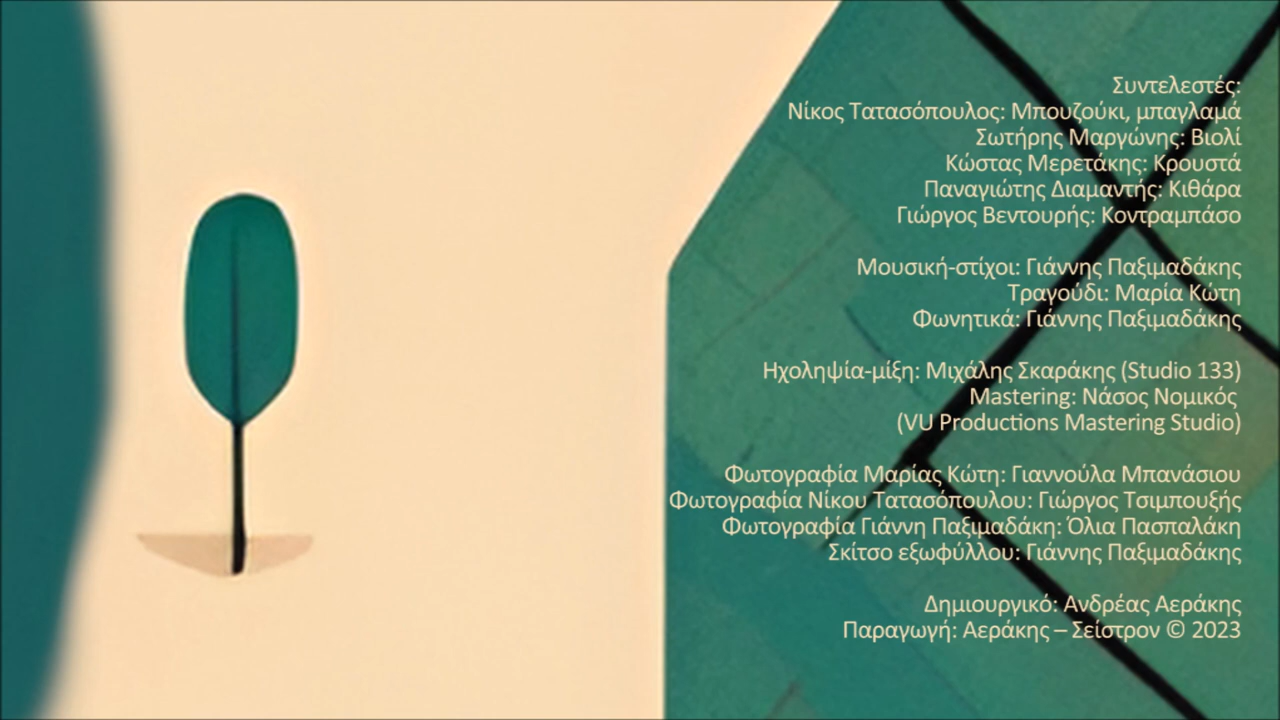 Συντελεστές:
Νίκος Τατασόπουλος: Μπουζούκι, μπαγλαμά
Σωτήρης Μαργώνης: Βιολί
Κώστας Μερετάκης: Κρουστά
Παναγιώτης Διαμαντής: Κιθάρα
Γιώργος Βεντουρής: Κοντραμπάσο
Μουσική-στίχοι: Γιάννης Παξιμαδάκης
Τραγούδι: Μαρία Κώτη
Φωνητικά: Γιάννης Παξιμαδάκης
Ηχοληψία-μίξη: Μιχάλης Σκαράκης (Studio 133)
Mastering: Νάσος Νομικός
(VU Productions Mastering Studio)
Φωτογραφία Μαρίας Κώτη: Γιαννούλα Μπανάσιου
Φωτογραφία Νίκου Τατασόπουλου: Γιώργος Τσιμπουξής
Φωτογραφία Γιάννη Παξιμαδάκη: Όλια Πασπαλάκη
Σκίτσο εξωφύλλου: Γιάννης Παξιμαδάκης
Δημιουργικό: Ανδρέας Αεράκης
Παραγωγή: Αεράκης – Σείστρον © 2023